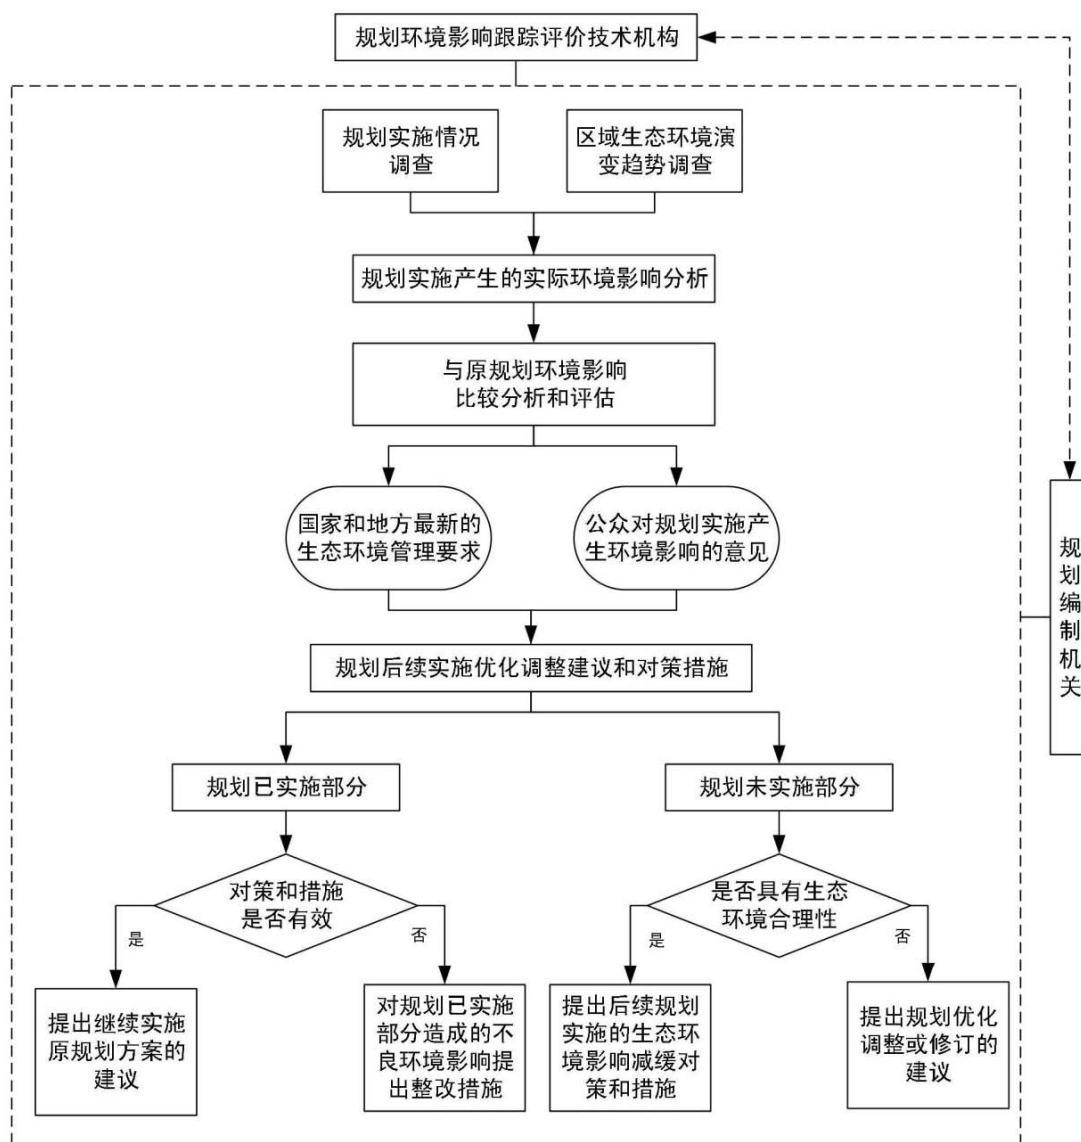 规划环境影响跟踪评价技术机构
规划实施情况
调查
区域生态环境演
变趋势调查
规划实施产生的实际环境影响分析
与原规划环境影响
比较分析和评估
国家和地方最新的
生态环境管理要求
公众对规划实施产
生环境影响的意见
规划后续实施优化调整建议和对策措施
规划已实施部分
规划未实施部分
对策和措施
是否有效
是否具有生态
环境合理性
是
否
是
否
提出继续实施
原规划方案的
建议
对规划已实施
部分造成的不
良环境影响提
出整改措施
提出后续规划
实施的生态环
境影响减缓对
策和措施
提出规划优化
调整或修订的
建议
规
划
编
制
机
关